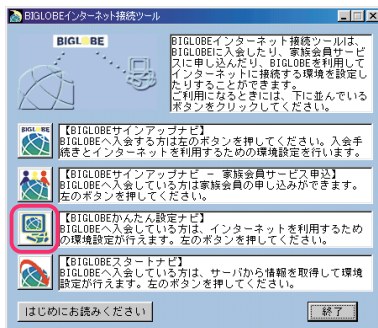 BIGLOBEインターネット接続ツール
BIGLOBE
BIGLOBEインターネット接続ツールは、
BIGLOBEに入会したり、家族会員サービ
スに申し込んだり、BIGLOBEを利用して
インターネットに接続する環境を設定し
たりすることができます。
ご利用になるときには、下に並んでいる
ボタンをクリックしてください。
BIGLOBE
【BIGLOBEサインアップナビ】
BIGLOBEへ入会する方は左のボタンを押してください。入会手
続きとインターネットを利用するための環境設定を行います。
【BIGLOBEサインアップナビ － 家族会員サービス申込】
BIGLOBEへ入会している方は家族会員の申し込みができます。
左のボタンを押してください。
【BIGLOBEかんたん設定ナビ】
BIGLOBEへ入会している方は、インターネットを利用するため
の環境設定が行えます。左のボタンを押してください。
【BIGLOBEスタートナビ】
BIGLOBEへ入会している方は、サーバから情報を取得して環境
設定が行えます。左のボタンを押してください。
はじめにお読みください
終了